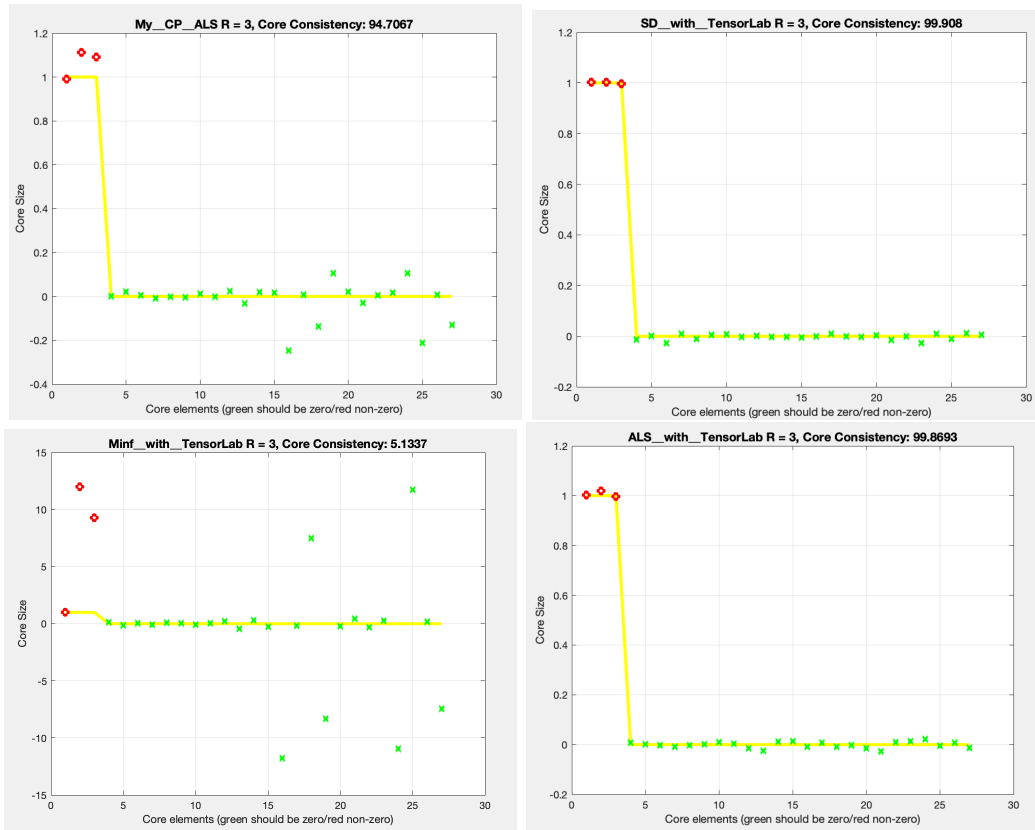 My__CP__ALS R = 3, Core Consistency: 94.7067
1.2
1
0.8
0.6
0.4
0.2
0
-0.2
-0.4
Core Size
0 5 10 15 20 25 30
Core elements (green should be zero/red non-zero)
SD__with__TensorLab R = 3, Core Consistency: 99.908
1.2
1
0.8
0.6
0.4
0.2
0
-0.2
Core Size
0 5 10 15 20 25 30
Core elements (green should be zero/red non-zero)
Minf__with__TensorLab R = 3, Core Consistency: 5.1337
15
10
5
0
-5
-10
-15
Core Size
0 5 10 15 20 25 30
Core elements (green should be zero/red non-zero)
ALS__with__TensorLab R = 3, Core Consistency: 99.8693
1.2
1
0.8
0.6
0.4
0.2
0
-0.2
Core Size
0 5 10 15 20 25 30
Core elements (green should be zero/red non-zero)